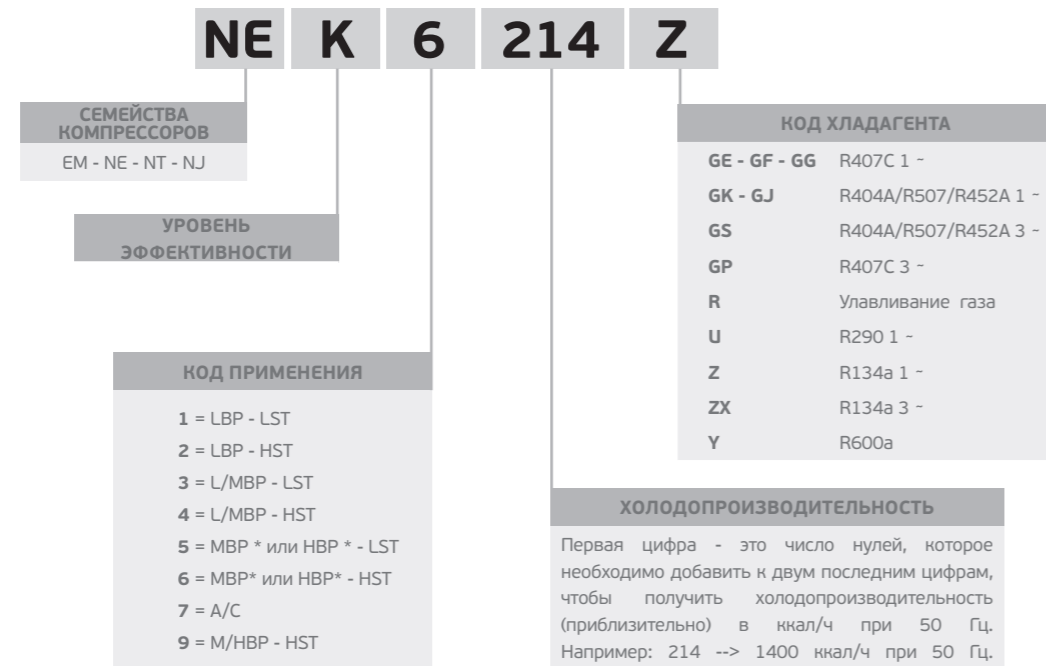 NE K 6 214 Z
СЕМЕЙСТВА
КОМПРЕССОРОВ
EM - NE - NT - NJ
УРОВЕНЬ
ЭФФЕКТИВНОСТИ
КОД ПРИМЕНЕНИЯ
1 = LBP - LST
2 = LBP - HST
3 = L/MBP - LST
4 = L/MBP - HST
5 = MBP * или HBP * - LST
6 = MBP* или HBP* - HST
7 = A/C
9 = M/HBP - HST
КОД ХЛАДАГЕНТА
GE - GF - GG R407C 1 ~
GK - GJ R404A/R507/R452A 1 ~
GS R404A/R507/R452A 3 ~
GP R407C 3 ~
R Улавливание газа
U R290 1 ~
Z R134a 1 ~
ZX R134a 3 ~
Y R600a
ХОЛОДОПРОИЗВОДИТЕЛЬНОСТЬ
Первая цифра - это число нулей, которое
необходимо добавить к двум последним цифрам,
чтобы получить холодопроизводительность
(приблизительно) в ккал/ч при 50 Гц.
Например: 214 --> 1400 ккал/ч при 50 Гц.